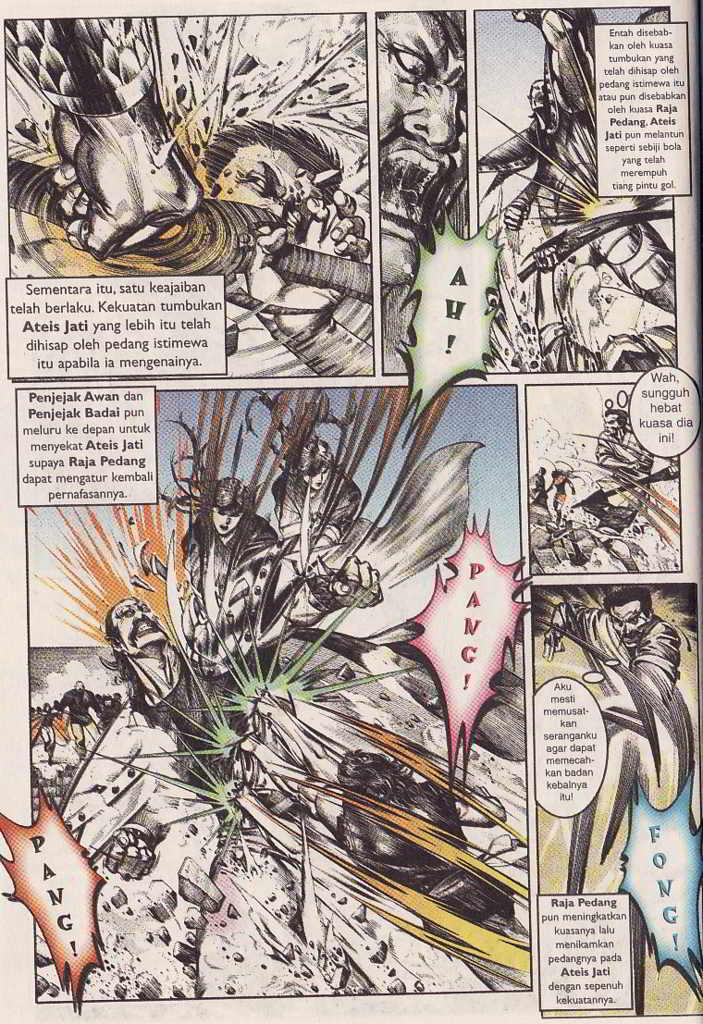 Sementara itu, satu keajaiban
telah berlaku. Kekuatan tumbukan
Ateis Jati yang lebih itu telah
dihisap oleh pedang istimewa
itu apabila ia mengenainya.
AH!
Entah disebab-
kan oleh kuasa
tumbukan yang
telah dihisap oleh
pedang istimewa itu
atau pun disebabkan
oleh kuasa Raja
Pedang, Ateis
Jati pun melantun
seperti sebiji bola
yang telah
merempuh
tiang pintu gol.
Penjejak Awan dan
Penjejak Badai pun
meluru ke depan untuk
menyekat Ateis Jati
supaya Raja Pedang
dapat mengatur kembali
pernafasannya.
PANG!
PANG!
Wah,
sungguh
hebat
kuasa dia
ini!
Aku
mesti
memusat-
kan
seranganku
agar dapat
memecah-
kan badan
kebalnya
itu!
FONG!
Raja Pedang
pun meningkatkan
kuasanya lalu
menikamkan
pedangnya pada
Ateis Jati
dengan sepenuh
kekuatannya.